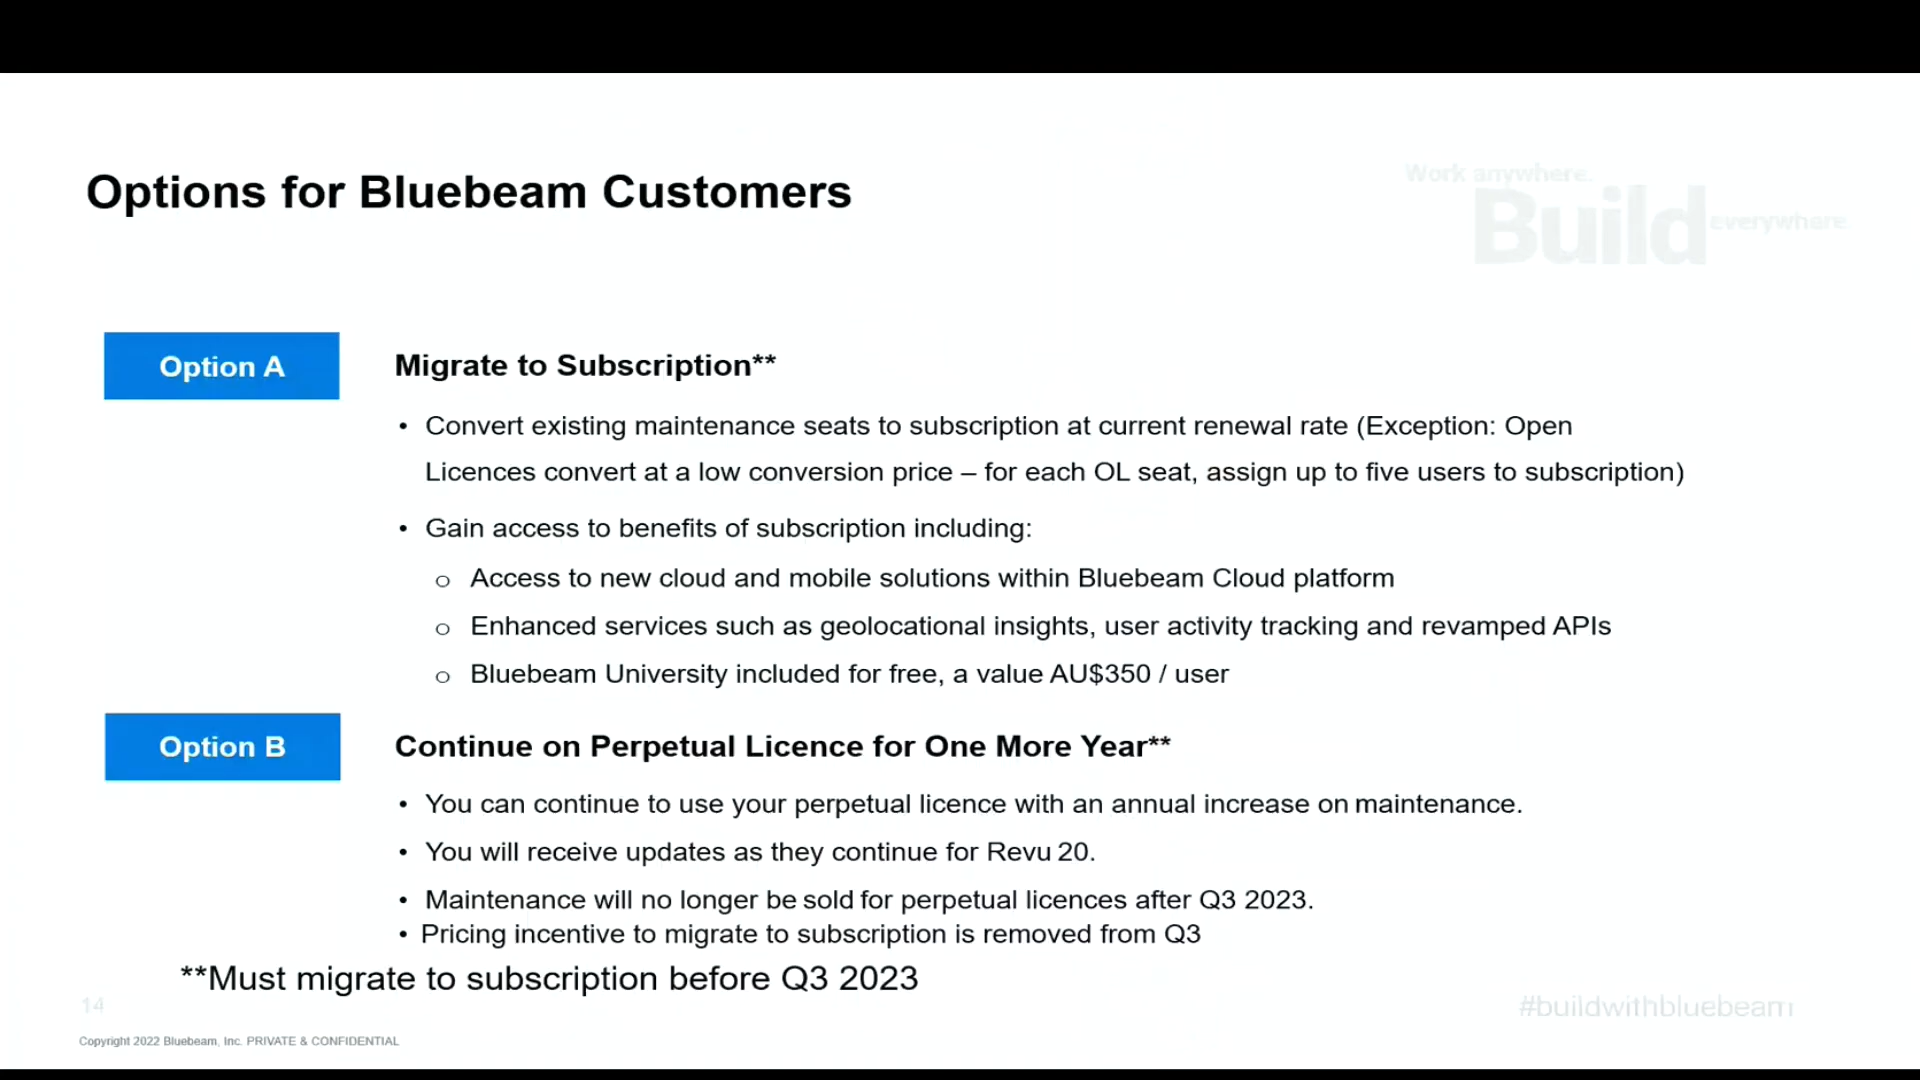 Options for Bluebeam Customers
Work anywhere.
Build everywhere
Option A
Migrate to Subscription**
• Convert existing maintenance seats to subscription at current renewal rate (Exception: Open
Licences convert at a low conversion price – for each OL seat, assign up to five users to subscription)
• Gain access to benefits of subscription including:
o Access to new cloud and mobile solutions within Bluebeam Cloud platform
o Enhanced services such as geolocational insights, user activity tracking and revamped APIs
o Bluebeam University included for free, a value AU$350 / user
Option B
Continue on Perpetual Licence for One More Year**
• You can continue to use your perpetual licence with an annual increase on maintenance.
• You will receive updates as they continue for Revu 20.
• Maintenance will no longer be sold for perpetual licences after Q3 2023.
• Pricing incentive to migrate to subscription is removed from Q3
**Must migrate to subscription before Q3 2023
14
#buildwithbluebeam
Copyright 2022 Bluebeam, Inc. PRIVATE & CONFIDENTIAL